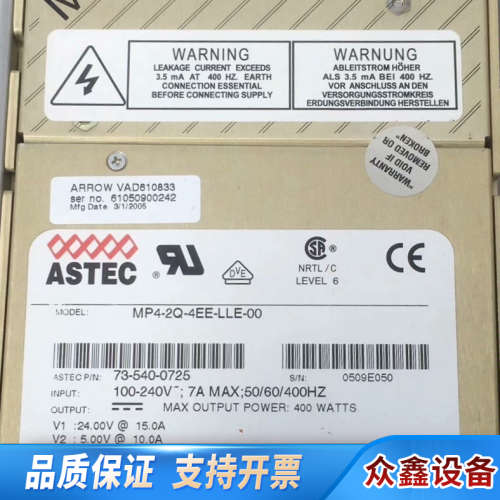 WARNING
LEAKAGE CURRENT EXCEEDS
3.5 mA AT 400 HZ. EARTH
CONNECTION ESSENTIAL
BEFORE CONNECTING SUPPLY
WARNUNG
ABLEITSTROM HÖHER
ALS 3.5 mA BEI 400 HZ.
VOR ANSCHLUSS AN DEN
VERSORGUNGSSTROMKREIS
ERDUNGSVERBINDUNG HERSTELLEN
"WARRANTY
VOID IF
REMOVED OR
BROKEN"
ARROW VAD610833
ser no. 61050900242
Mfg Date 3/1/2005
ASTEC
RU
DVE
SA
NRTL/C
LEVEL 6
CE
MODEL: MP4-2Q-4EE-LLE-00
ASTEC P/N: 73-540-0725 S/N: 0509E050
INPUT: 100-240V~; 7A MAX;50/60/400HZ
OUTPUT: MAX OUTPUT POWER: 400 WATTS
V1 :24.00V @ 15.0A
V2 : 5.00V @ 10.0A
品质保证 支持开票
众鑫设备